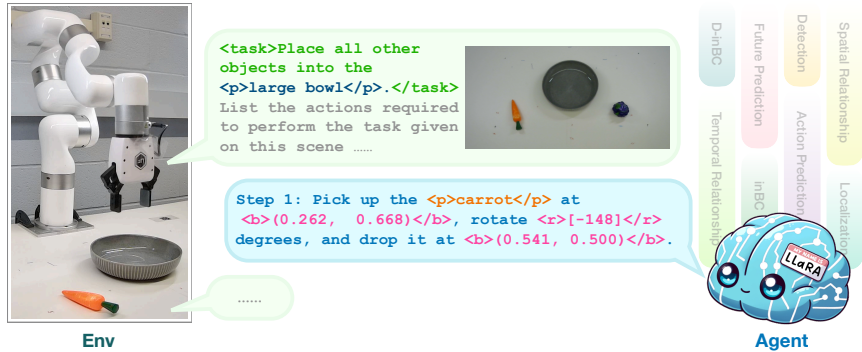 <task>Place all other
objects into the
<p>large bowl</p>.</task>
List the actions required
to perform the task given
on this scene ……
Step 1: Pick up the <p>carrot</p> at
<b>(0.262, 0.668)</b>, rotate <r>[-148]</r>
degrees, and drop it at <b>(0.541, 0.500)</b>.
……
D-inBC
Temporal Relationship
Future Prediction
inBC
Detection
Action Prediction
Spatial Relationship
Localization
LLaRA
Env
Agent